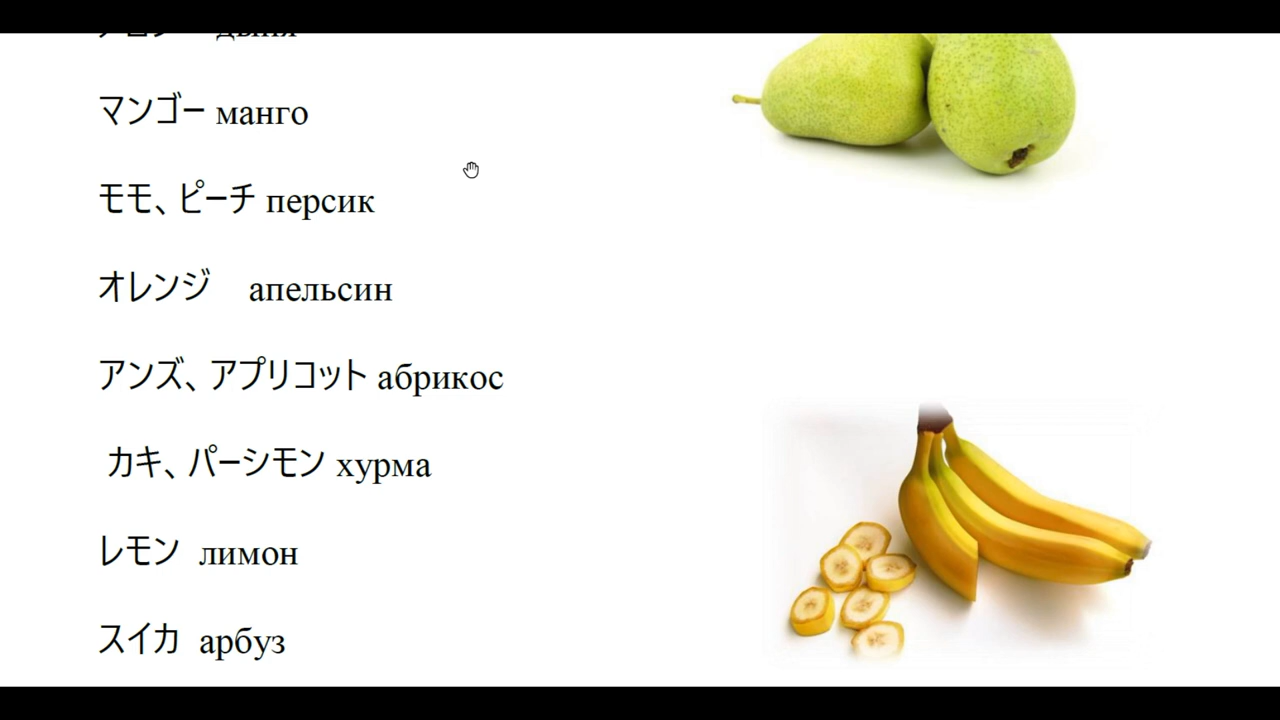 マンゴー манго
モモ、ピーチ персик
オレンジ　апельсин
アンズ、アプリコット абрикос
カキ、パーシモン хурма
レモン лимон
スイカ арбуз